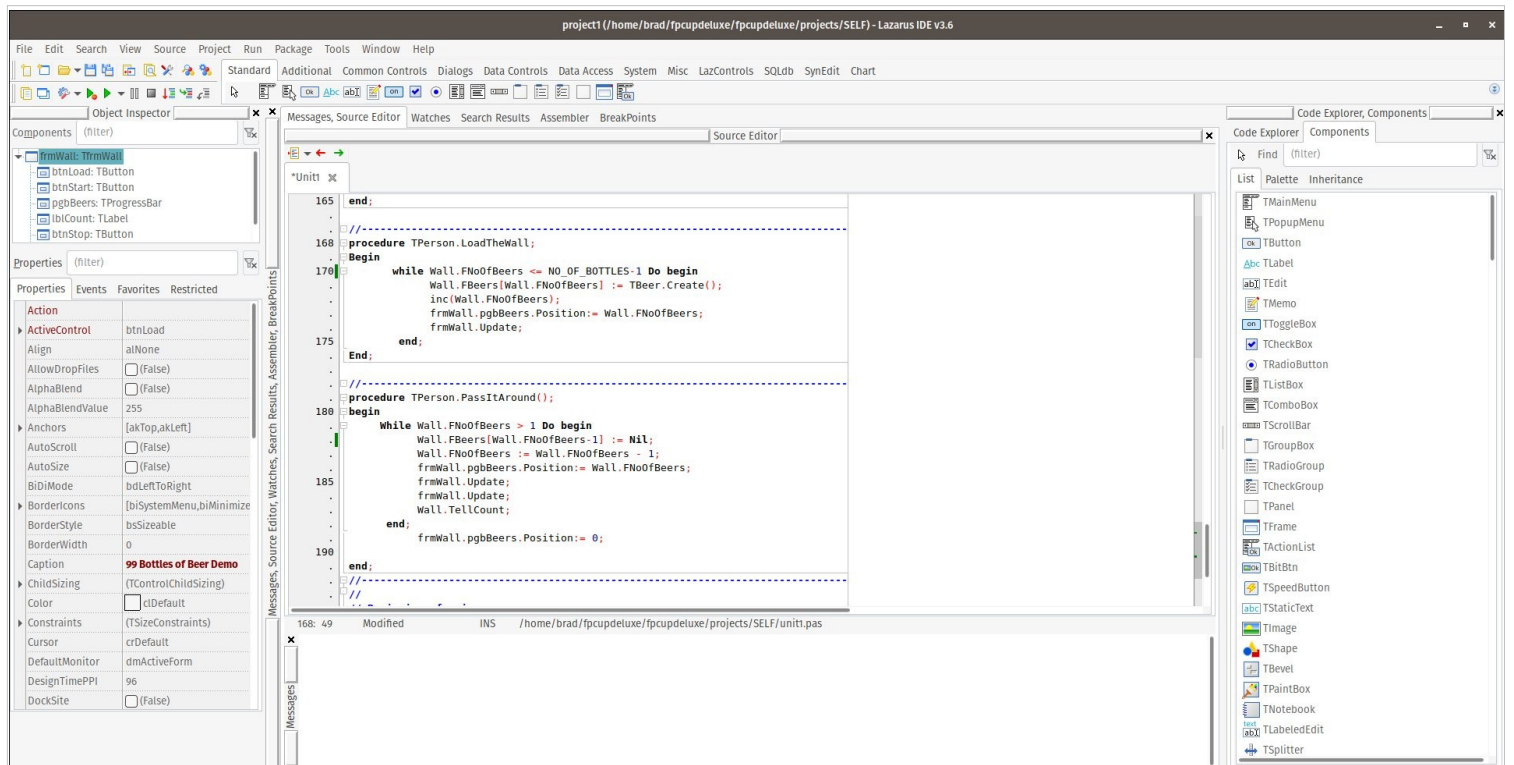 project1 (/home/brad/fpcupdeluxe/fpcupdeluxe/projects/SELF) - Lazarus IDE v3.6
File Edit Search View Source Project Run Package Tools Window Help
Standard Additional Common Controls Dialogs Data Controls Data Access System Misc LazControls SQLdb SynEdit Chart
Object Inspector
Components (filter)
frmWall: TfrmWall
btnLoad: TButton
btnStart: TButton
pgbBeers: TProgressBar
lblCount: TLabel
btnStop: TButton
Properties (filter)
Properties Events Favorites Restricted
Action
ActiveControl btnLoad
Align alNone
AllowDropFiles (False)
AlphaBlend (False)
AlphaBlendValue 255
Anchors [akTop,akLeft]
AutoScroll (False)
AutoSize (False)
BiDiMode bdLeftToRight
BorderIcons [biSystemMenu,biMinimize
BorderStyle bsSizeable
BorderWidth 0
Caption 99 Bottles of Beer Demo
ChildSizing (TControlChildSizing)
Color clDefault
Constraints (TSizeConstraints)
Cursor crDefault
DefaultMonitor dmActiveForm
DesignTimePPI 96
DockSite (False)
Messages, Source Editor, Watches, Search Results, Assembler, BreakPoints
Messages, Source Editor Watches Search Results Assembler BreakPoints
Source Editor
*Unit1
165 end;
. //------------------------------------------------------------------------------
168 procedure TPerson.LoadTheWall;
. Begin
170 while Wall.FNoOfBeers <= NO_OF_BOTTLES-1 Do begin
. Wall.FBeers[Wall.FNoOfBeers] := TBeer.Create();
. inc(Wall.FNoOfBeers);
. frmWall.pgbBeers.Position:= Wall.FNoOfBeers;
. frmWall.Update;
175 end;
. End;
. //------------------------------------------------------------------------------
. procedure TPerson.PassItAround();
180 begin
. While Wall.FNoOfBeers > 1 Do begin
. Wall.FBeers[Wall.FNoOfBeers-1] := Nil;
. Wall.FNoOfBeers := Wall.FNoOfBeers - 1;
. frmWall.pgbBeers.Position:= Wall.FNoOfBeers;
185 frmWall.Update;
. frmWall.Update;
. Wall.TellCount;
. end;
. frmWall.pgbBeers.Position:= 0;
190
. end;
. //------------------------------------------------------------------------------
. //
168: 49 Modified INS /home/brad/fpcupdeluxe/fpcupdeluxe/projects/SELF/unit1.pas
Messages
Code Explorer, Components
Code Explorer Components
Find (filter)
List Palette Inheritance
TMainMenu
TPopupMenu
Ok TButton
Abc TLabel
abI TEdit
TMemo
on TToggleBox
TCheckBox
TRadioButton
TListBox
TComboBox
TScrollBar
TGroupBox
TRadioGroup
TCheckGroup
TPanel
TFrame
TActionList
TBitBtn
TSpeedButton
abc TStaticText
TImage
TShape
TBevel
TPaintBox
TNotebook
TLabeledEdit
TSplitter